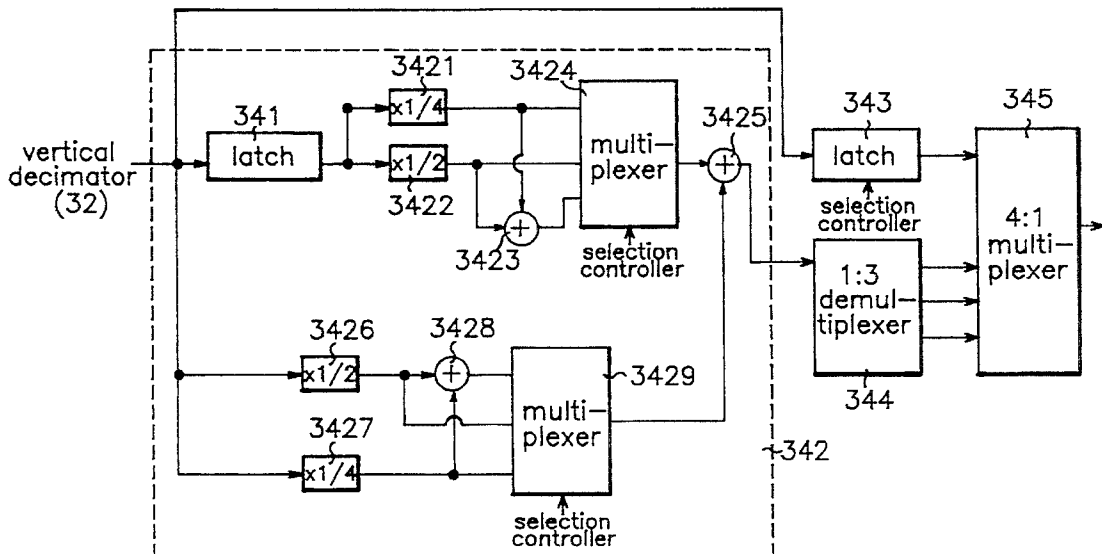 vertical
decimator
(32)
341
latch
3421
x1/4
x1/2
3422
3423
3424
multi-
plexer
selection
controller
3425
343
latch
selection
controller
1:3
demul-
tiplexer
344
345
4:1
multi-
plexer
3426
x1/2
3427
x1/4
3428
multi-
plexer
3429
selection
controller
342